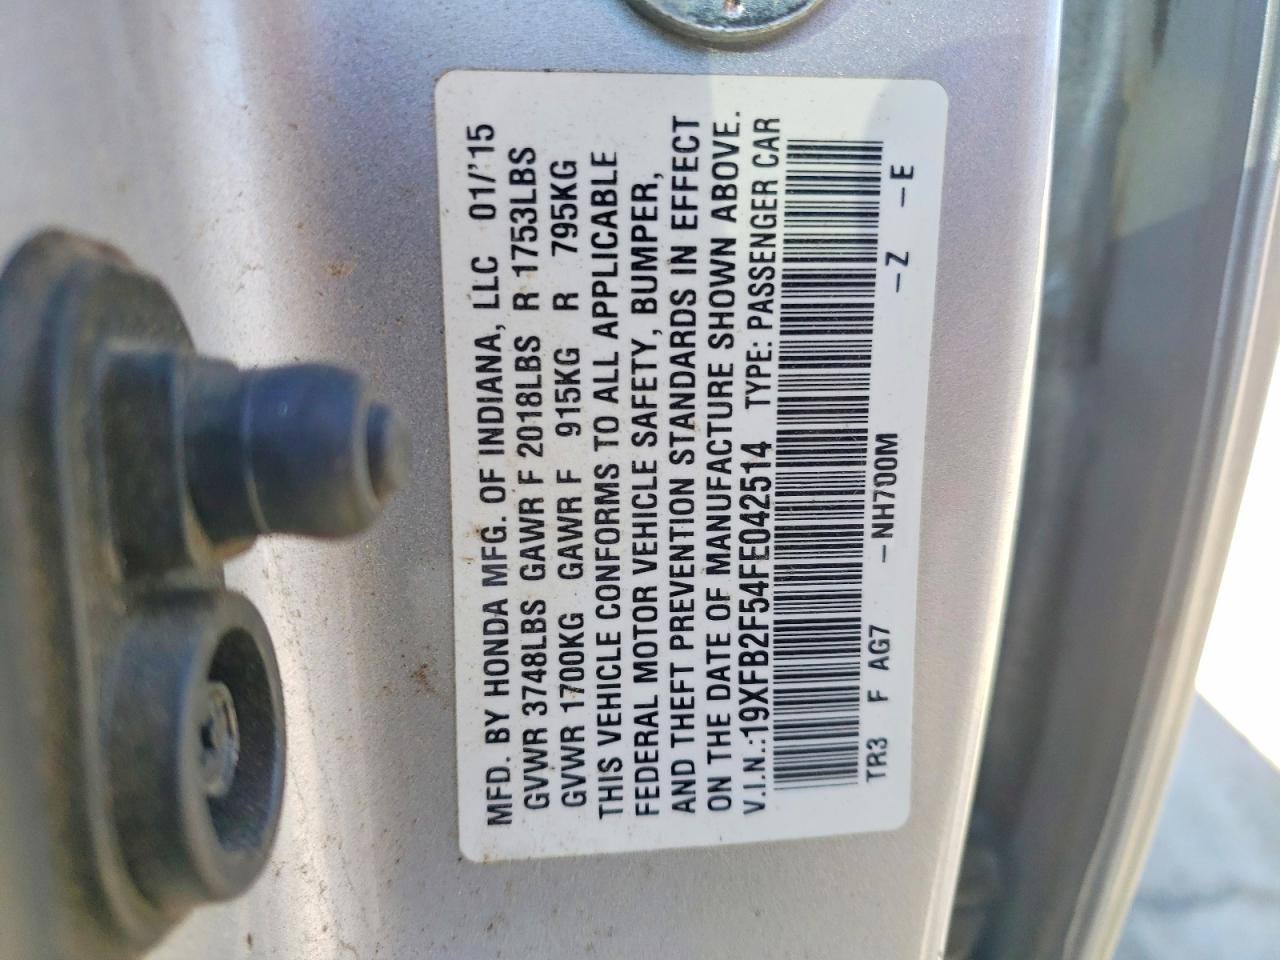 MFD. BY HONDA MFG. OF INDIANA, LLC 01/'15
GVWR 3748LBS GAWR F 2018LBS R 1753LBS
GVWR 1700KG GAWR F 915KG R 795KG
THIS VEHICLE CONFORMS TO ALL APPLICABLE
FEDERAL MOTOR VEHICLE SAFETY, BUMPER,
AND THEFT PREVENTION STANDARDS IN EFFECT
ON THE DATE OF MANUFACTURE SHOWN ABOVE.
V.I.N.:19XFB2F54FE042514 TYPE: PASSENGER CAR
TR3 F AG7 -NH700M -Z -E